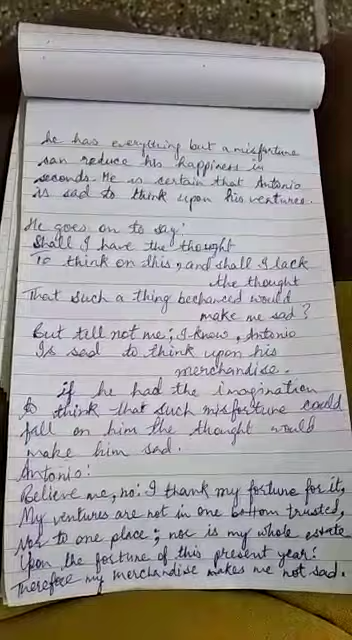 he has everything but a misfortune
can reduce his happiness in
seconds. He is certain that Antonio
is sad to think upon his ventures.
He goes on to say:
Shall I have the thought
To think on this, and shall I lack
the thought
That such a thing bechanced would
make me sad?
But tell not me; I know, Antonio
Is sad to think upon his
merchandise.
if he had the imagination
to think that such misfortune could
fall on him the thought would
make him sad.
Antonio:
Believe me, no: I thank my fortune for it,
My ventures are not in one bottom trusted,
Nor to one place; nor is my whole estate
Upon the fortune of this present year:
Therefore my merchandise makes me not sad.